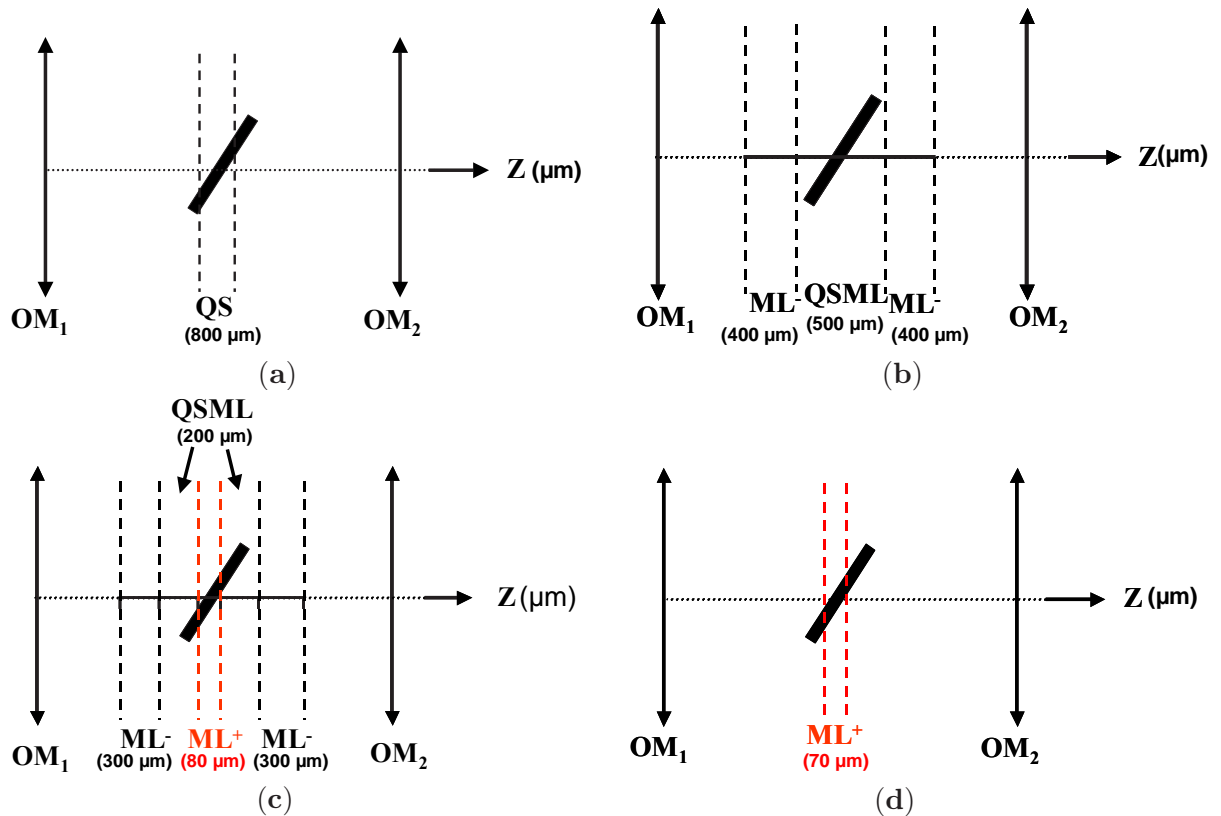 Z (µm)
QS
(800 µm)
OM₁
OM₂
(a)
Z(µm)
ML⁻ QSML ML⁻
(400 µm) (500 µm) (400 µm)
OM₁
OM₂
(b)
QSML
(200 µm)
Z (µm)
ML⁻ ML⁺ ML⁻
(300 µm) (80 µm) (300 µm)
OM₁
OM₂
(c)
Z (µm)
ML⁺
(70 µm)
OM₁
OM₂
(d)